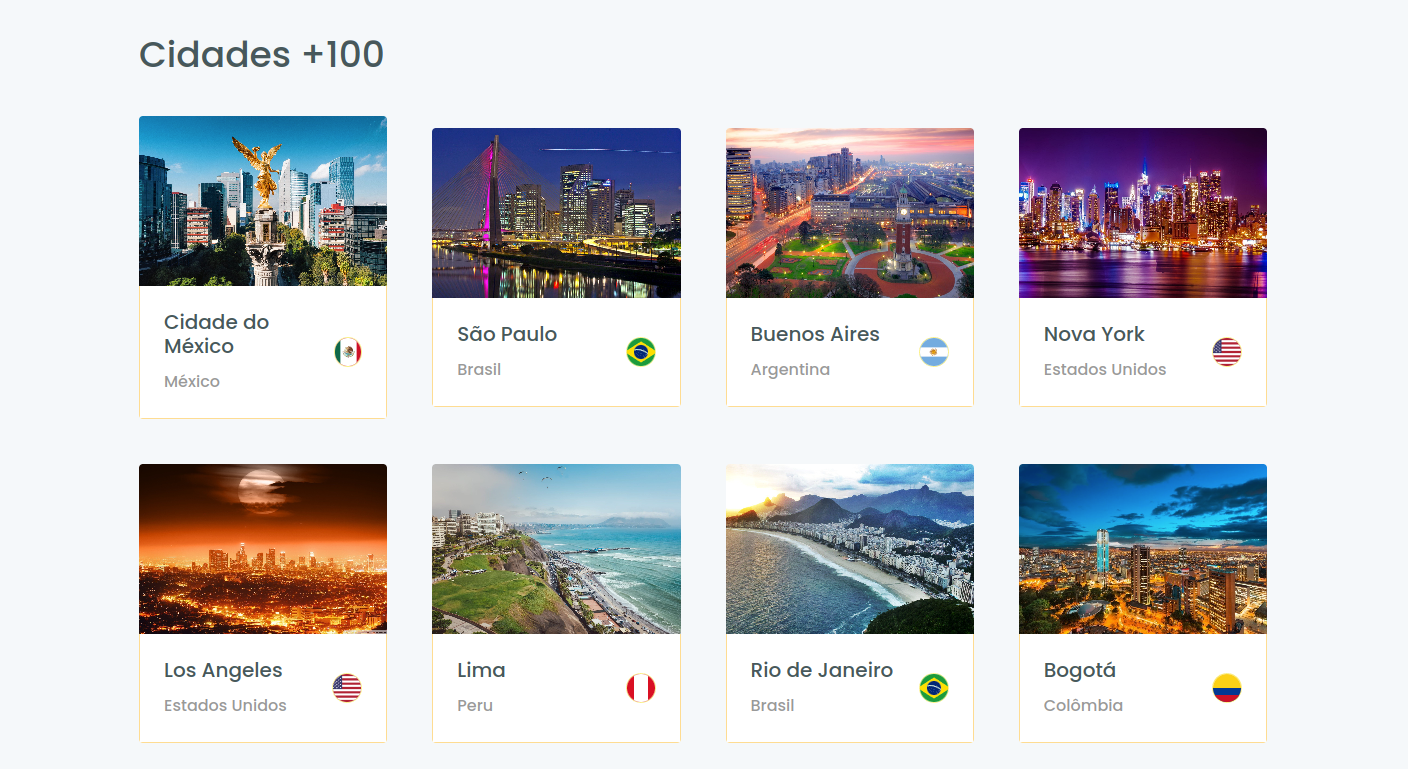 Cidades +100
Cidade do
México
México
São Paulo
Brasil
Buenos Aires
Argentina
Nova York
Estados Unidos
Los Angeles
Estados Unidos
Lima
Peru
Rio de Janeiro
Brasil
Bogotá
Colômbia